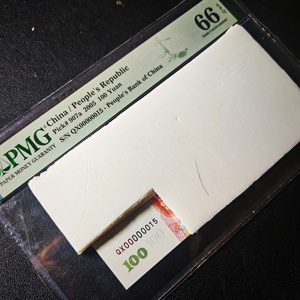 PMG
PAPER MONEY GUARANTY
China / People's Republic
Pick# 907a 2005 100 Yuan
S/N QX00000015 - People's Bank of China
66
QX00000015
100